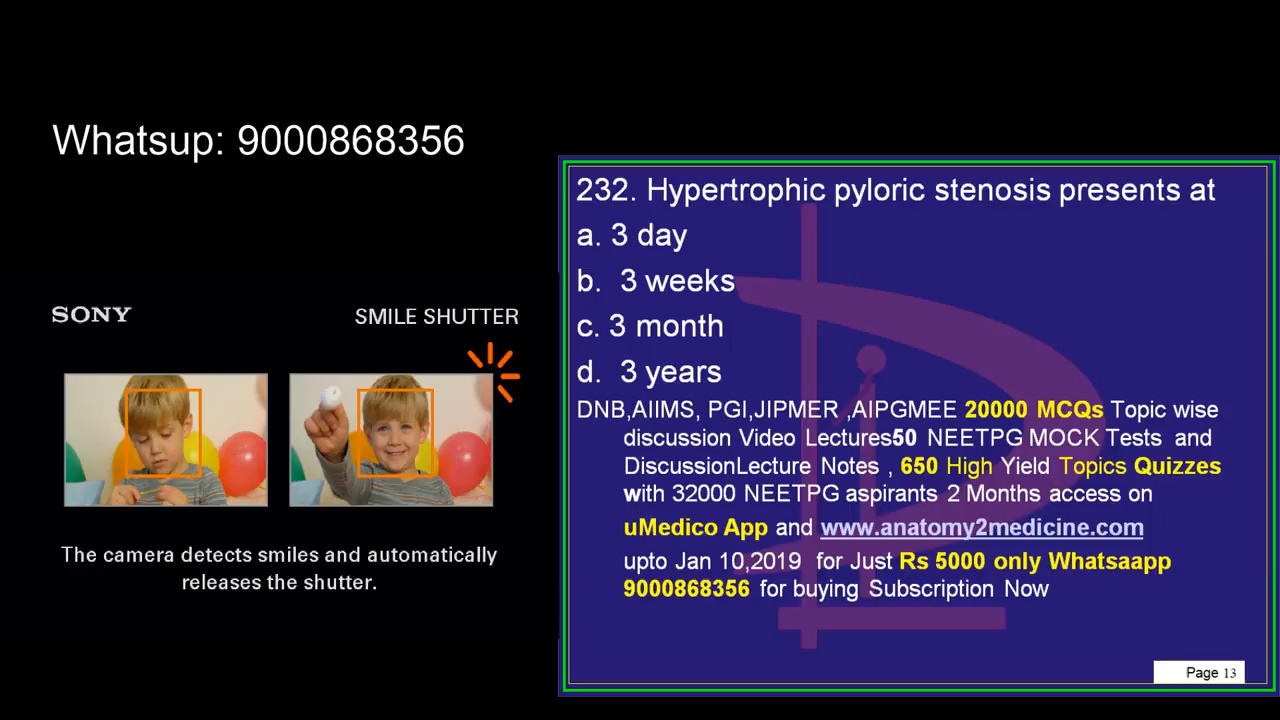 Whatsup: 9000868356
SONY
SMILE SHUTTER
The camera detects smiles and automatically
releases the shutter.
232. Hypertrophic pyloric stenosis presents at
a. 3 day
b. 3 weeks
c. 3 month
d. 3 years
DNB,AIIMS, PGI,JIPMER ,AIPGMEE 20000 MCQs Topic wise
discussion Video Lectures50 NEETPG MOCK Tests and
DiscussionLecture Notes , 650 High Yield Topics Quizzes
with 32000 NEETPG aspirants 2 Months access on
uMedico App and www.anatomy2medicine.com
upto Jan 10,2019 for Just Rs 5000 only Whatsaapp
9000868356 for buying Subscription Now
Page 13